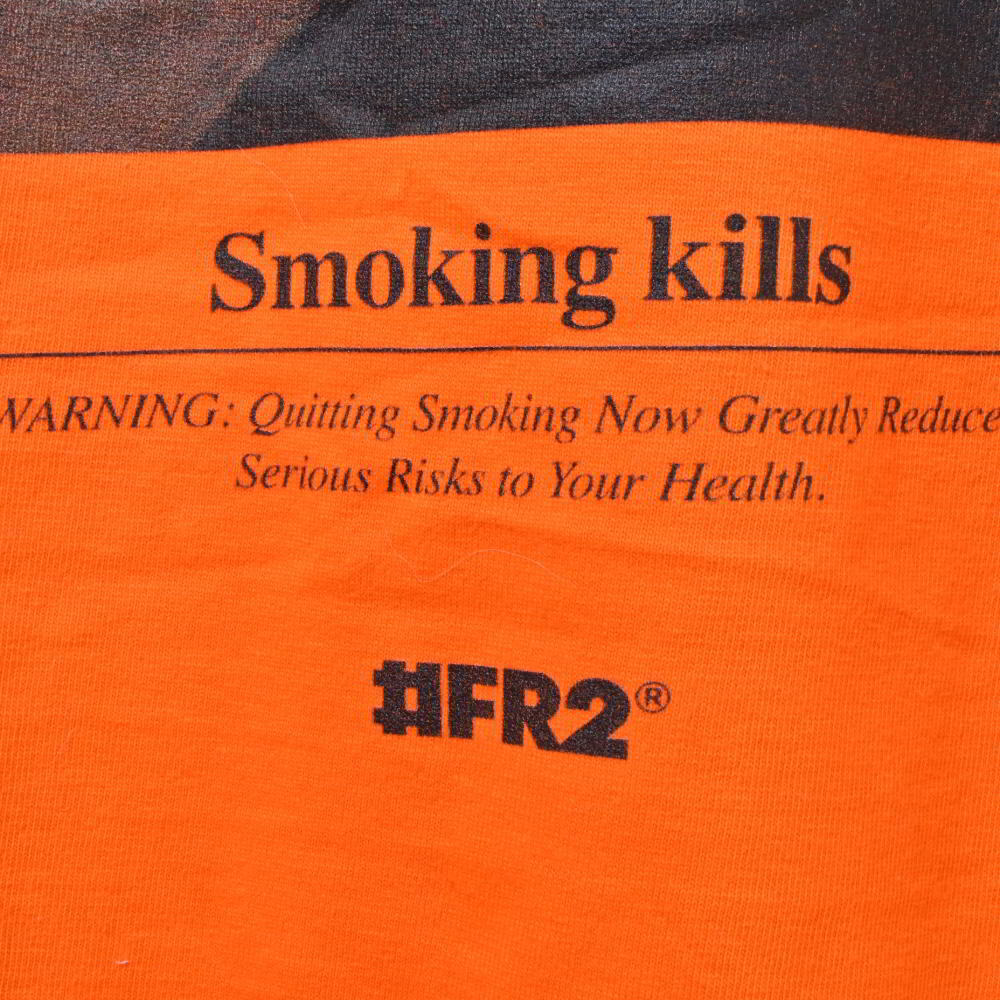 Smoking kills
WARNING: Quitting Smoking Now Greatly Reduce
Serious Risks to Your Health.
#FR2®